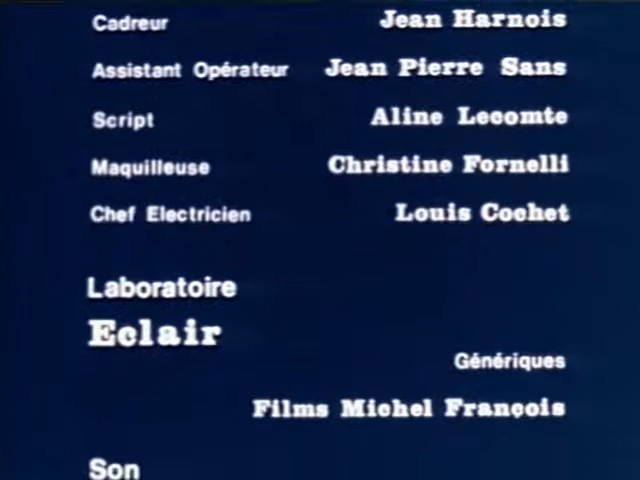 Cadreur Jean Harnois
Assistant Opérateur Jean Pierre Sans
Script Aline Lecomte
Maquilleuse Christine Fornelli
Chef Electricien Louis Cochet
Laboratoire
Eclair
Génériques
Films Michel François
Son